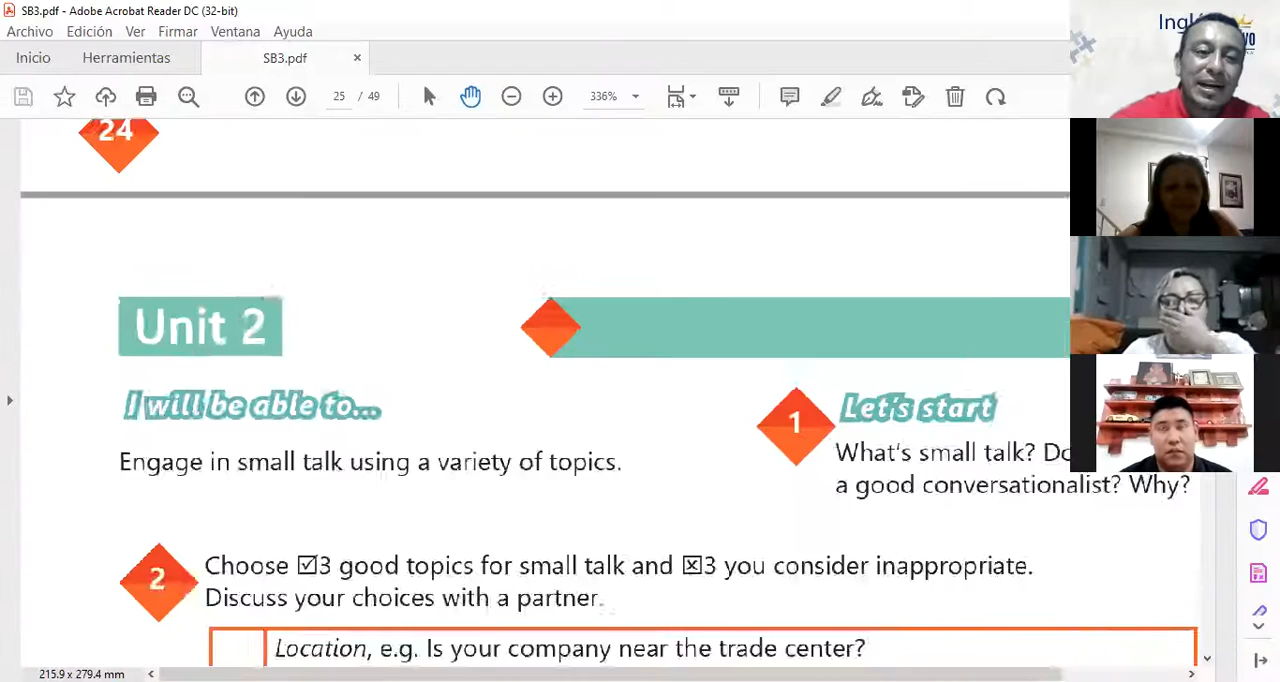 SB3.pdf - Adobe Acrobat Reader DC (32-bit)
Archivo Edición Ver Firmar Ventana Ayuda
Inicio Herramientas SB3.pdf ×
25 / 49 336%
24
Unit 2
I will be able to...
Engage in small talk using a variety of topics.
1 Let's start
What's small talk? Do
a good conversationalist? Why?
2 Choose ☑3 good topics for small talk and ☒3 you consider inappropriate.
Discuss your choices with a partner.
Location, e.g. Is your company near the trade center?
215.9 x 279.4 mm